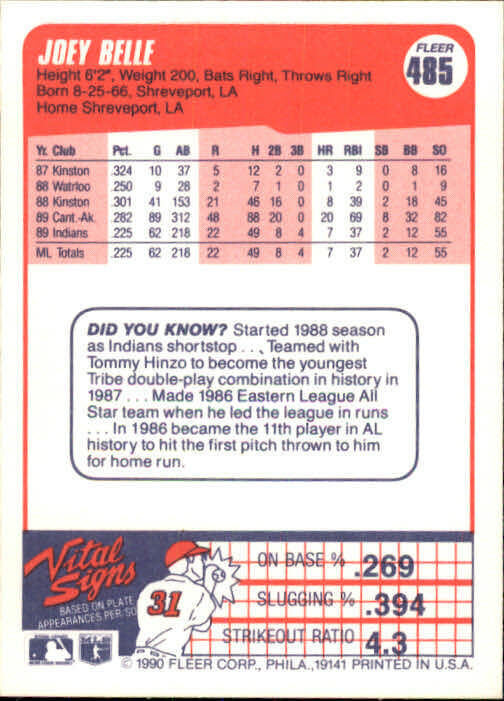 JOEY BELLE
FLEER
485
Height 6'2", Weight 200, Bats Right, Throws Right
Born 8-25-66, Shreveport, LA
Home Shreveport, LA
Yr. Club Pct. G AB R H 2B 3B HR RBI SB BB SO
87 Kinston .324 10 37 5 12 2 0 3 9 0 8 16
88 Watrloo .250 9 28 2 7 1 0 1 2 0 1 9
88 Kinston .301 41 153 21 46 16 0 8 39 2 18 45
89 Cant.-Ak. .282 89 312 48 88 20 0 20 69 8 32 82
89 Indians .225 62 218 22 49 8 4 7 37 2 12 55
ML Totals .225 62 218 22 49 8 4 7 37 2 12 55
DID YOU KNOW? Started 1988 season
as Indians shortstop . . . Teamed with
Tommy Hinzo to become the youngest
Tribe double-play combination in history in
1987 . . . Made 1986 Eastern League All
Star team when he led the league in runs
. . . In 1986 became the 11th player in AL
history to hit the first pitch thrown to him
for home run.
Vital
Signs
BASED ON PLATE
APPEARANCES PER/SO
31
ON BASE % .269
SLUGGING % .394
STRIKEOUT RATIO 4.3
© 1990 FLEER CORP., PHILA., 19141 PRINTED IN U.S.A.